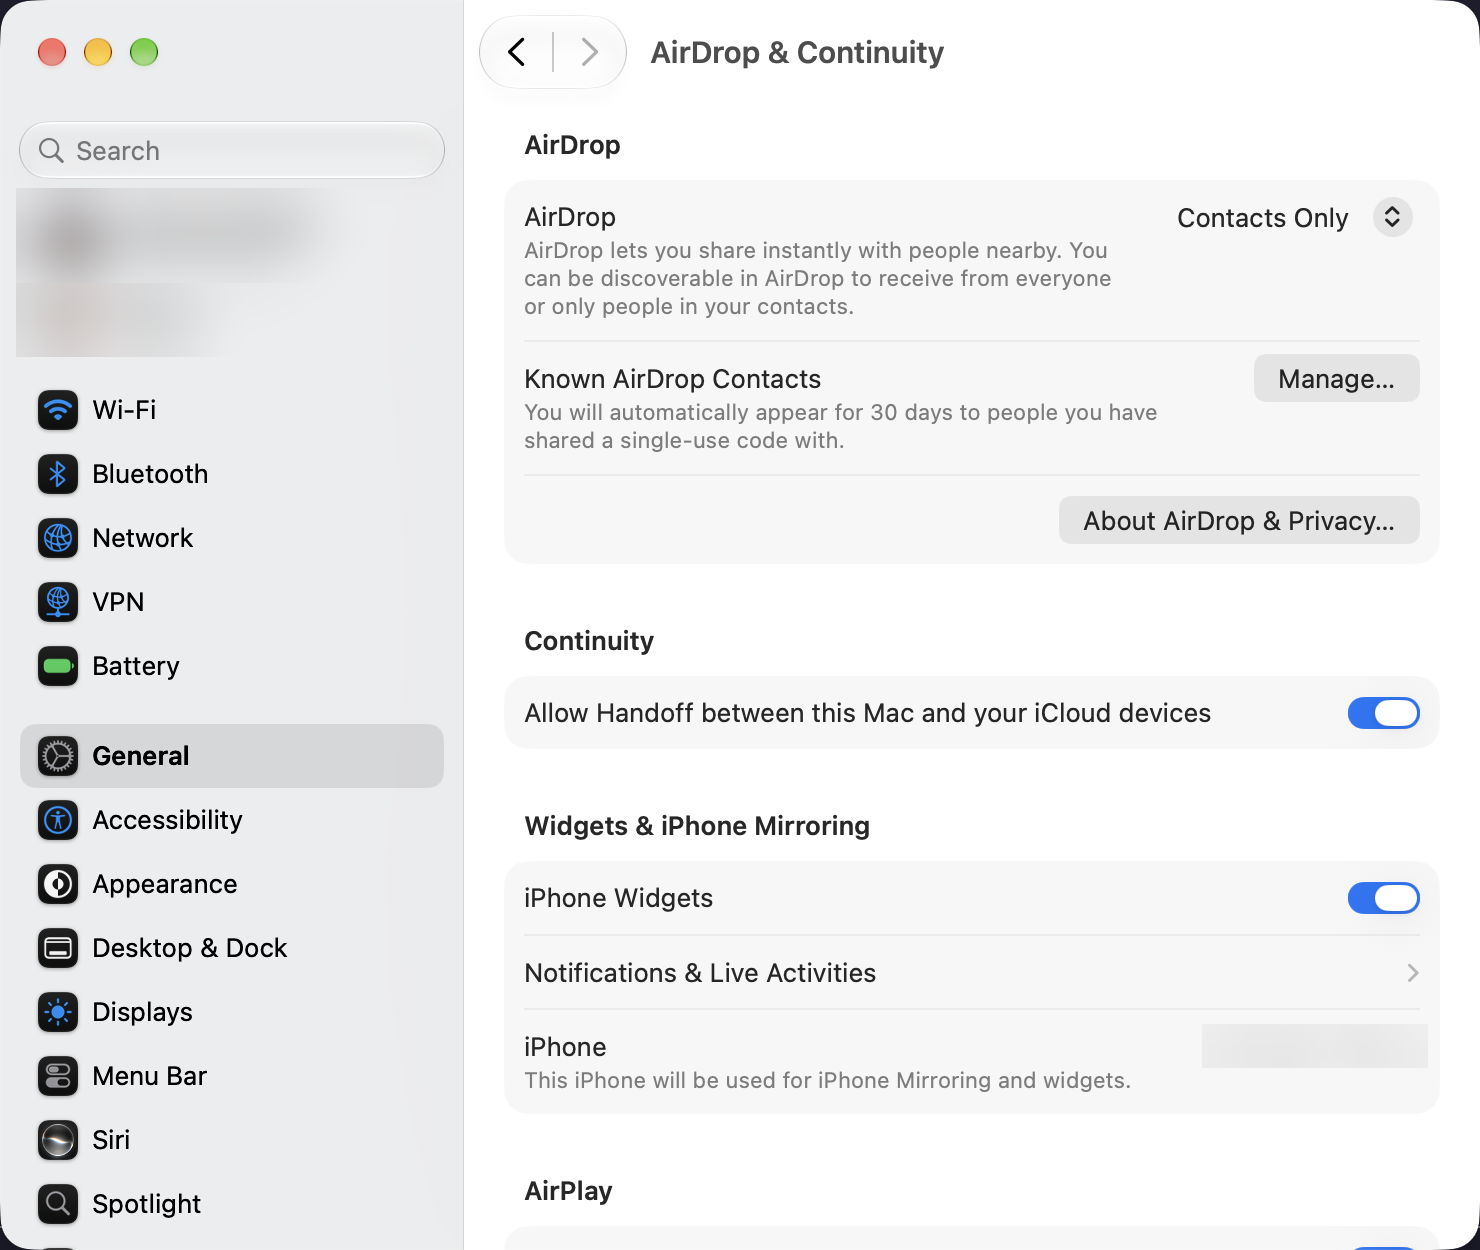 AirDrop & Continuity
Search
Wi-Fi
Bluetooth
Network
VPN
Battery
General
Accessibility
Appearance
Desktop & Dock
Displays
Menu Bar
Siri
Spotlight
AirDrop
AirDrop
Contacts Only
AirDrop lets you share instantly with people nearby. You
can be discoverable in AirDrop to receive from everyone
or only people in your contacts.
Known AirDrop Contacts
Manage...
You will automatically appear for 30 days to people you have
shared a single-use code with.
About AirDrop & Privacy...
Continuity
Allow Handoff between this Mac and your iCloud devices
Widgets & iPhone Mirroring
iPhone Widgets
Notifications & Live Activities
iPhone
This iPhone will be used for iPhone Mirroring and widgets.
AirPlay